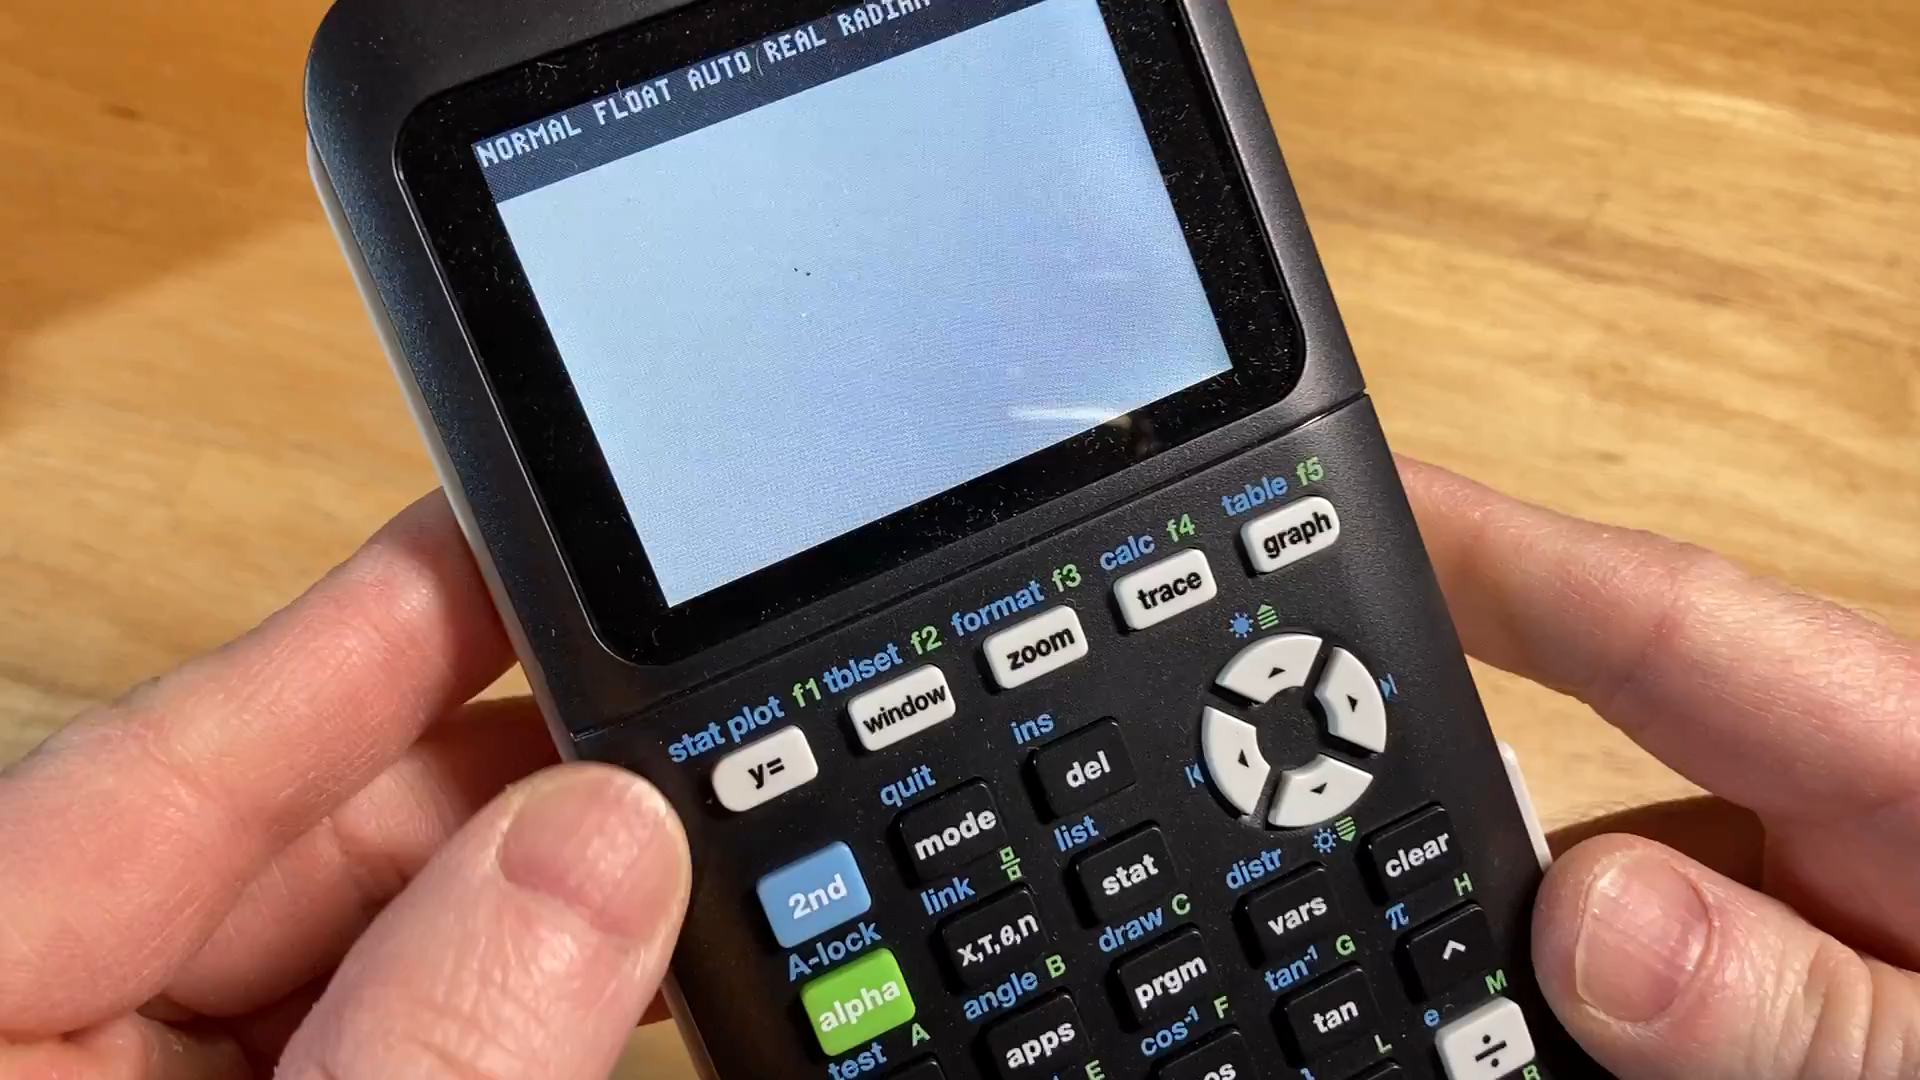 NORMAL FLOAT AUTO REAL RADIAN
table f5
graph
calc f4
trace
format f3
zoom
tblset f2
window
stat plot f1
y=
ins
del
quit
mode
list
stat
distr
vars
clear
2nd
link
x,T,θ,n
draw C
prgm
tan⁻¹ G
tan
π H
^
A-lock
alpha
angle B
apps
cos⁻¹ F
e M
÷
test A
E
L
R